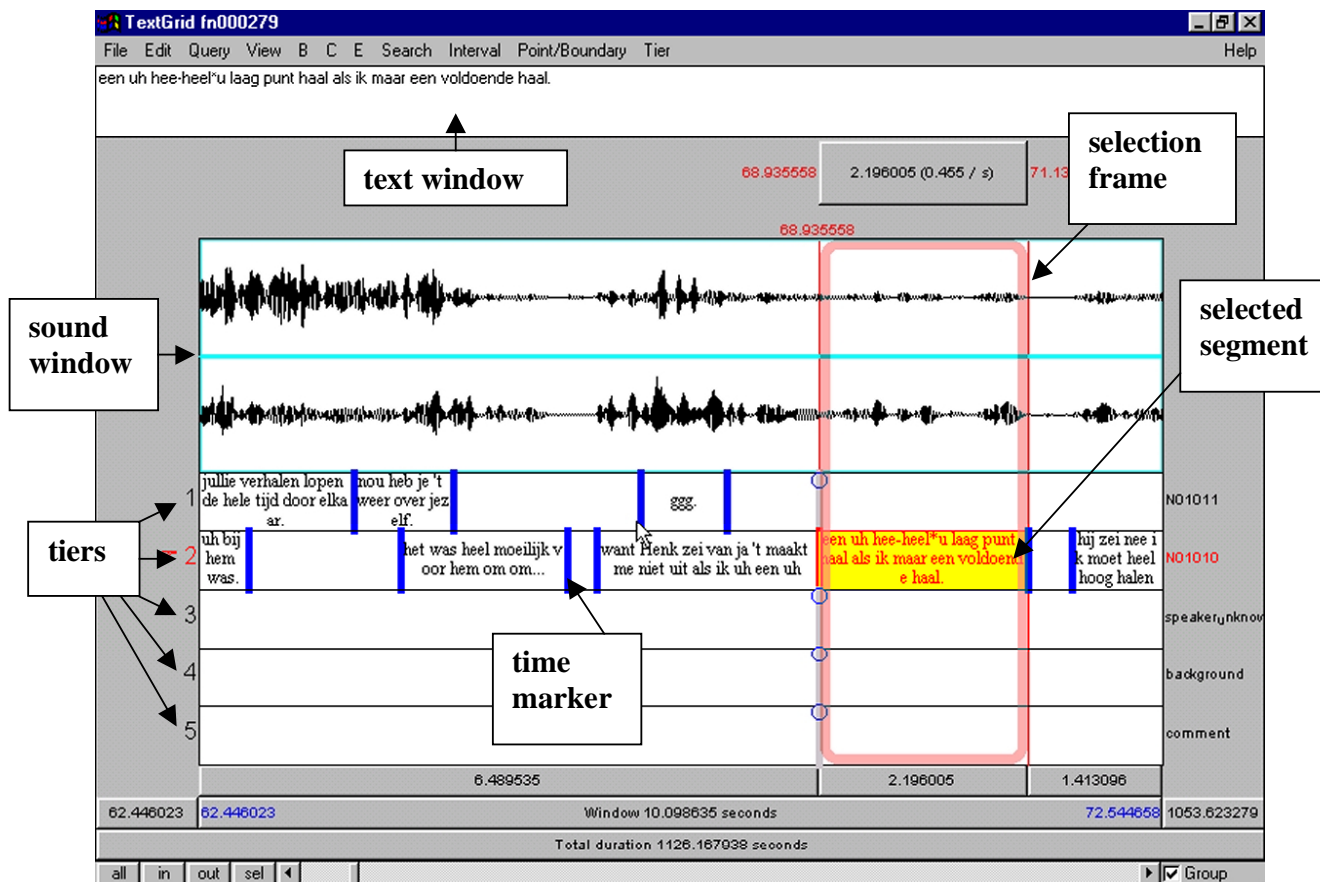 TextGrid fn000279
File Edit Query View B C E Search Interval Point/Boundary Tier Help
een uh hee-heel*u laag punt haal als ik maar een voldoende haal.
text window
selection
frame
68.935558 2.196005 (0.455 / s) 71.13
68.935558
sound
window
selected
segment
tiers
1
jullie verhalen lopen
de hele tijd door elka
ar.
nou heb je 't
weer over jez
elf.
ggg.
N01011
2
uh bij
hem
was.
het was heel moeilijk v
oor hem om om...
want Henk zei van ja 't maakt
me niet uit als ik uh een uh
een uh hee-heel*u laag punt
haal als ik maar een voldoend
e haal.
hij zei nee i
k moet heel
hoog halen
N01010
3
speakerunknow
4
background
5
comment
time
marker
6.489535 2.196005 1.413096
62.446023 62.446023 Window 10.098635 seconds 72.544658 1053.623279
Total duration 1126.167938 seconds
all in out sel Group